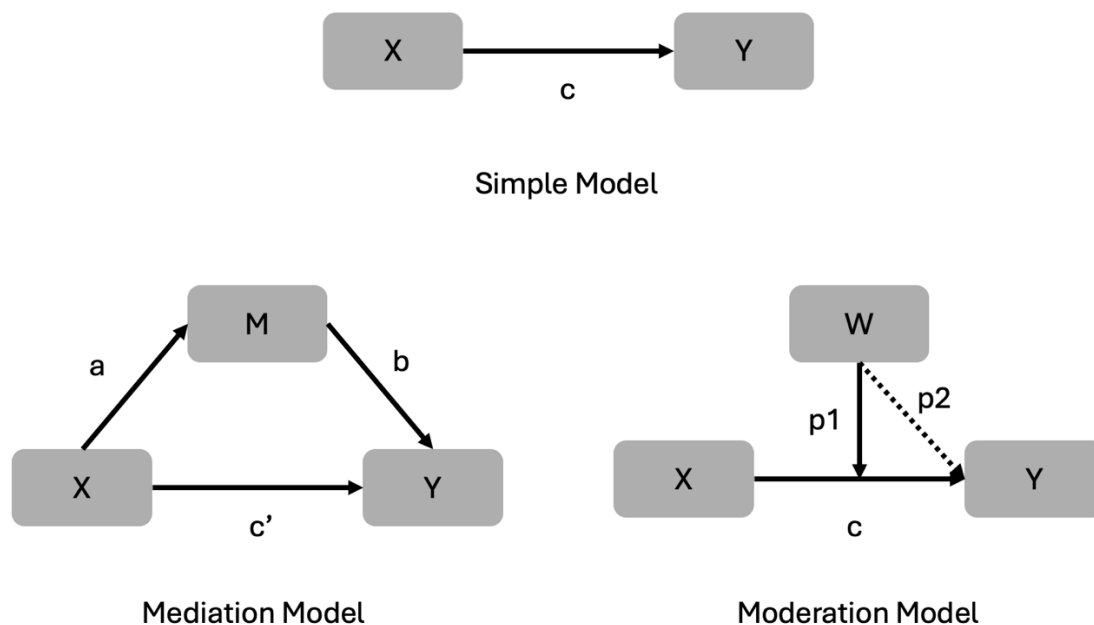 X
Y
c
Simple Model
M
a
b
X
Y
c’
Mediation Model
W
p1
p2
X
Y
c
Moderation Model